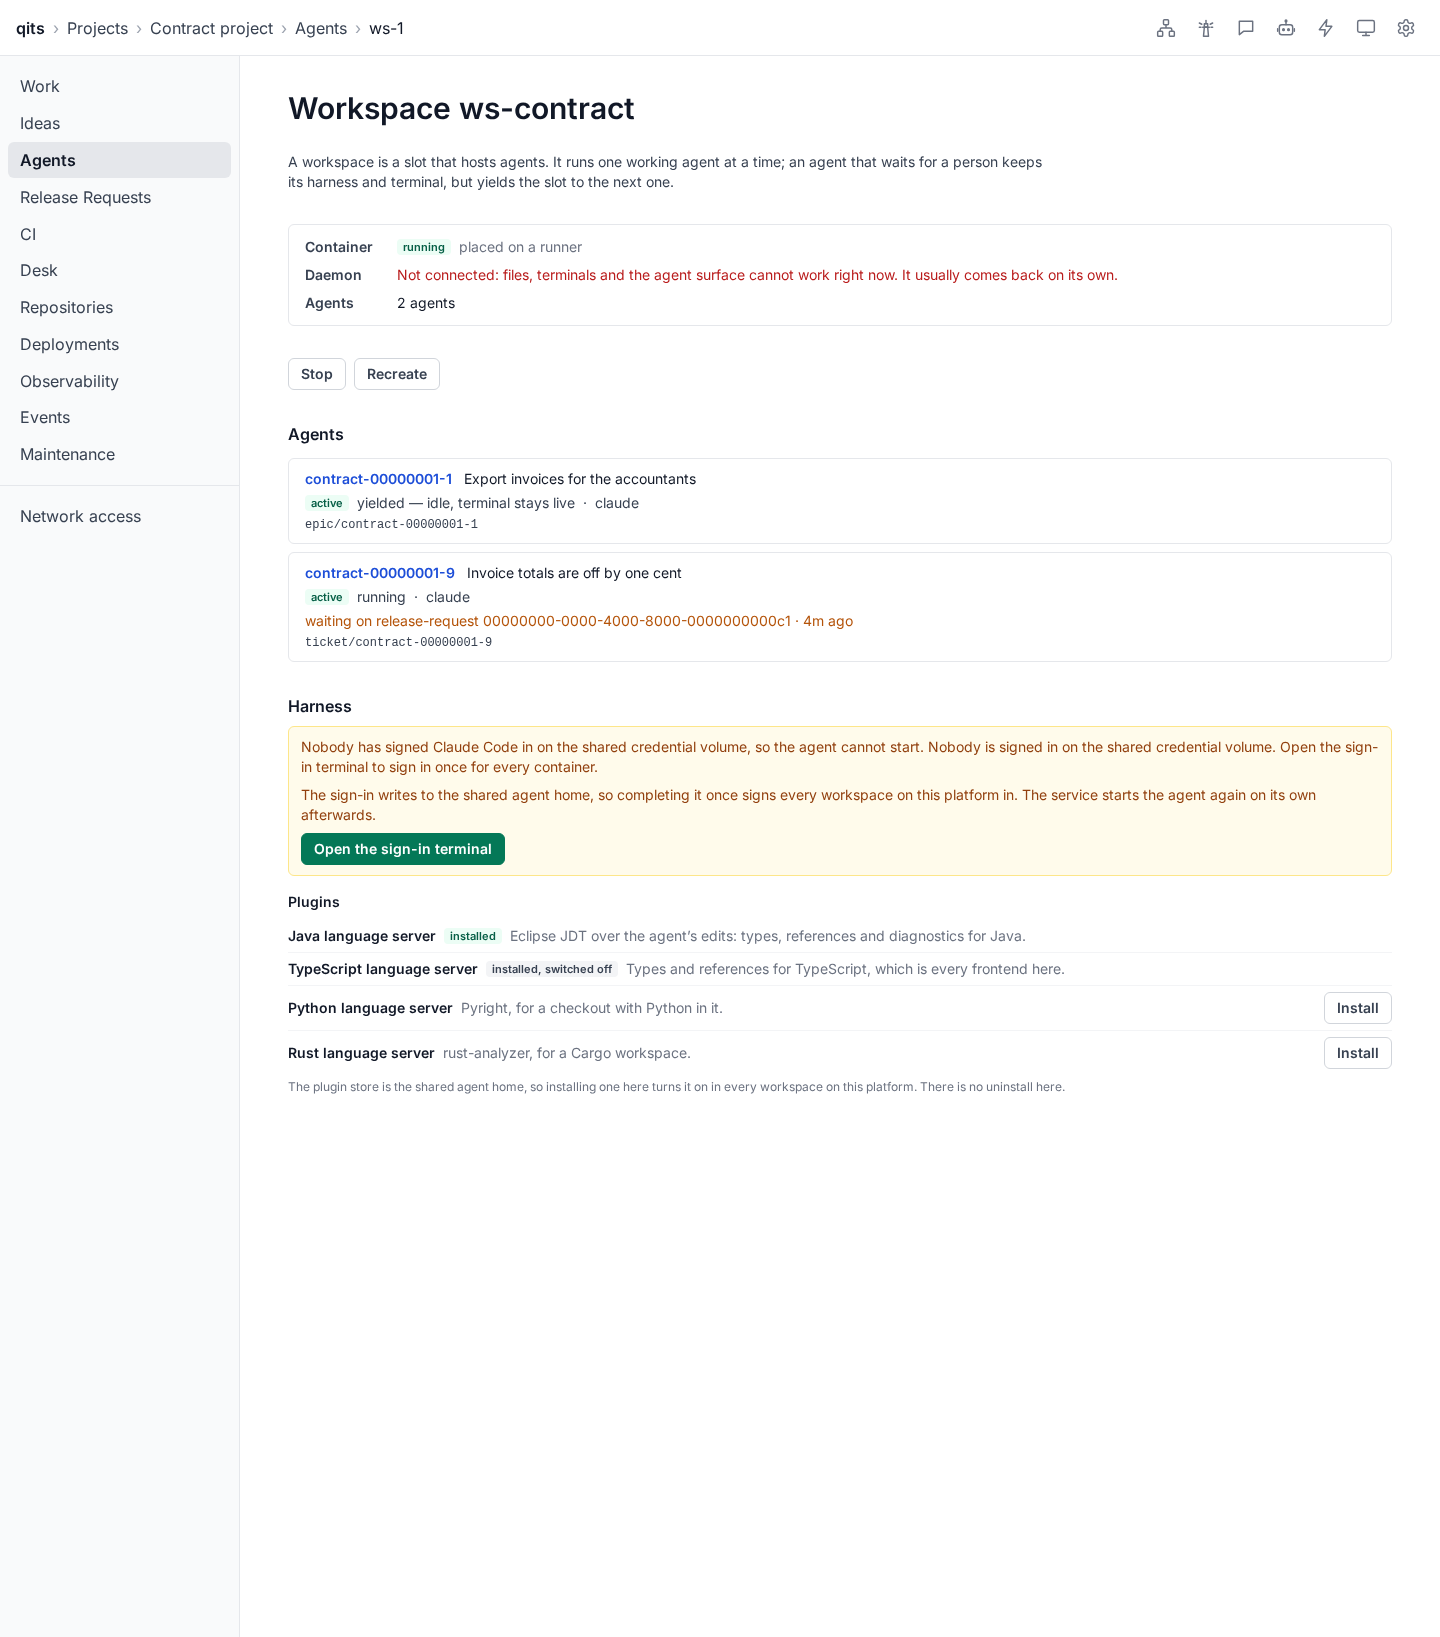 qits › Projects › Contract project › Agents › ws-1
Work
Ideas
Agents
Release Requests
CI
Desk
Repositories
Deployments
Observability
Events
Maintenance
Network access
Workspace ws-contract
A workspace is a slot that hosts agents. It runs one working agent at a time; an agent that waits for a person keeps
its harness and terminal, but yields the slot to the next one.
Container running placed on a runner
Daemon Not connected: files, terminals and the agent surface cannot work right now. It usually comes back on its own.
Agents 2 agents
Stop Recreate
Agents
contract-00000001-1 Export invoices for the accountants
active yielded — idle, terminal stays live · claude
epic/contract-00000001-1
contract-00000001-9 Invoice totals are off by one cent
active running · claude
waiting on release-request 00000000-0000-4000-8000-0000000000c1 · 4m ago
ticket/contract-00000001-9
Harness
Nobody has signed Claude Code in on the shared credential volume, so the agent cannot start. Nobody is signed in on the shared credential volume. Open the sign-
in terminal to sign in once for every container.
The sign-in writes to the shared agent home, so completing it once signs every workspace on this platform in. The service starts the agent again on its own
afterwards.
Open the sign-in terminal
Plugins
Java language server installed Eclipse JDT over the agent’s edits: types, references and diagnostics for Java.
TypeScript language server installed, switched off Types and references for TypeScript, which is every frontend here.
Python language server Pyright, for a checkout with Python in it. Install
Rust language server rust-analyzer, for a Cargo workspace. Install
The plugin store is the shared agent home, so installing one here turns it on in every workspace on this platform. There is no uninstall here.